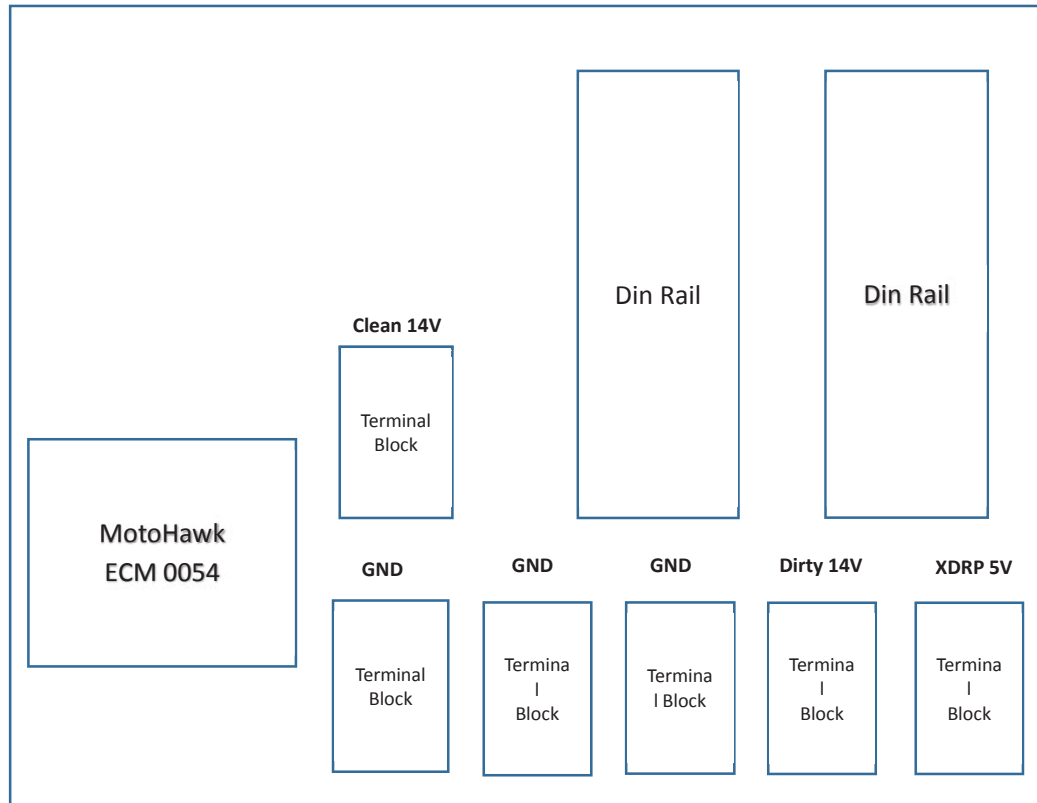 Din Rail
Din Rail
Clean 14V
Terminal
Block
MotoHawk
ECM 0054
GND
GND
GND
Dirty 14V
XDRP 5V
Terminal
Block
Termina
l
Block
Termina
l Block
Termina
l
Block
Termina
l
Block